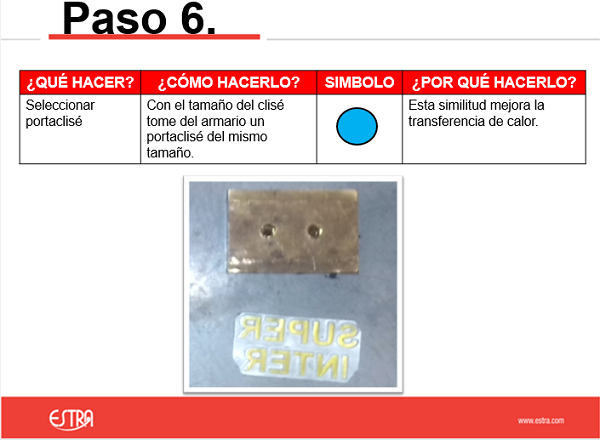 Paso 6.
¿QUÉ HACER?
¿CÓMO HACERLO?
SIMBOLO
¿POR QUÉ HACERLO?
Seleccionar
portaclisé
Con el tamaño del clisé
tome del armario un
portaclisé del mismo
tamaño.
Esta similitud mejora la
transferencia de calor.
SUPER
INTER
ESTRA
www.estra.com